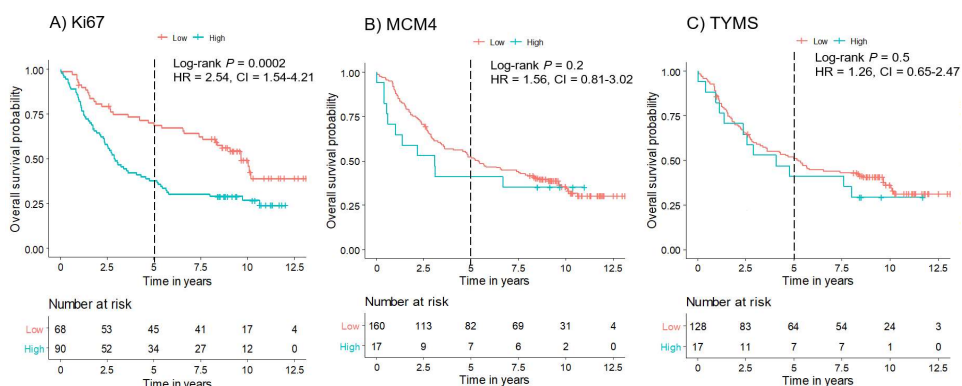 A) Ki67
Low High
Log-rank P = 0.0002
HR = 2.54, CI = 1.54-4.21
Overall survival probability
1.00
0.75
0.50
0.25
0.00
0 2.5 5 7.5 10 12.5
Time in years
Number at risk
Low 68 53 45 41 17 4
High 90 52 34 27 12 0
0 2.5 5 7.5 10 12.5
Time in years
B) MCM4
Low High
Log-rank P = 0.2
HR = 1.56, CI = 0.81-3.02
Overall survival probability
1.00
0.75
0.50
0.25
0.00
0 2.5 5 7.5 10 12.5
Time in years
Number at risk
Low 160 113 82 69 31 4
High 17 9 7 6 2 0
0 2.5 5 7.5 10 12.5
Time in years
C) TYMS
Low High
Log-rank P = 0.5
HR = 1.26, CI = 0.65-2.47
Overall survival probability
1.00
0.75
0.50
0.25
0.00
0 2.5 5 7.5 10 12.5
Time in years
Number at risk
Low 128 83 64 54 24 3
High 17 11 7 7 1 0
0 2.5 5 7.5 10 12.5
Time in years